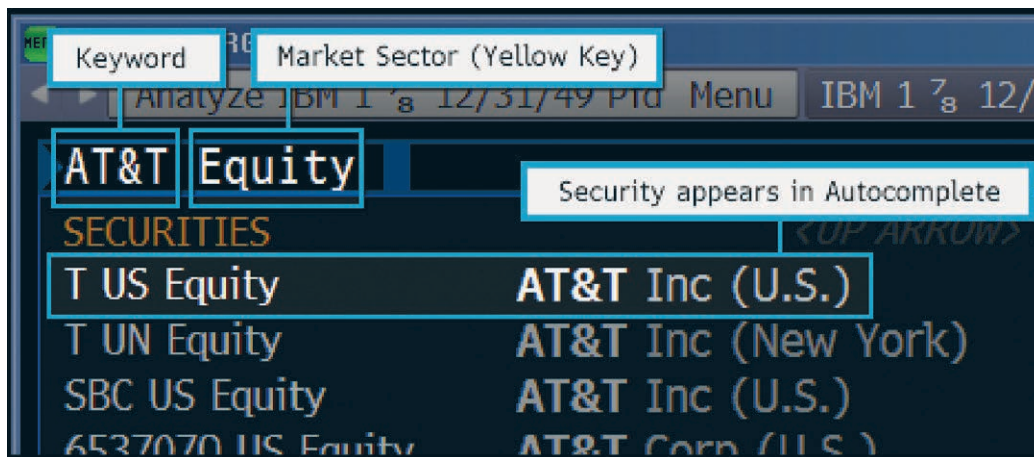 Keyword
Market Sector (Yellow Key)
Analyze IBM 1 ⅞ 12/31/49 Pfd Menu
IBM 1 ⅞ 12/
AT&T Equity
Security appears in Autocomplete
SECURITIES
<UP ARROW>
T US Equity AT&T Inc (U.S.)
T UN Equity AT&T Inc (New York)
SBC US Equity AT&T Inc (U.S.)
6537070 US Equity AT&T Corp (U.S.)